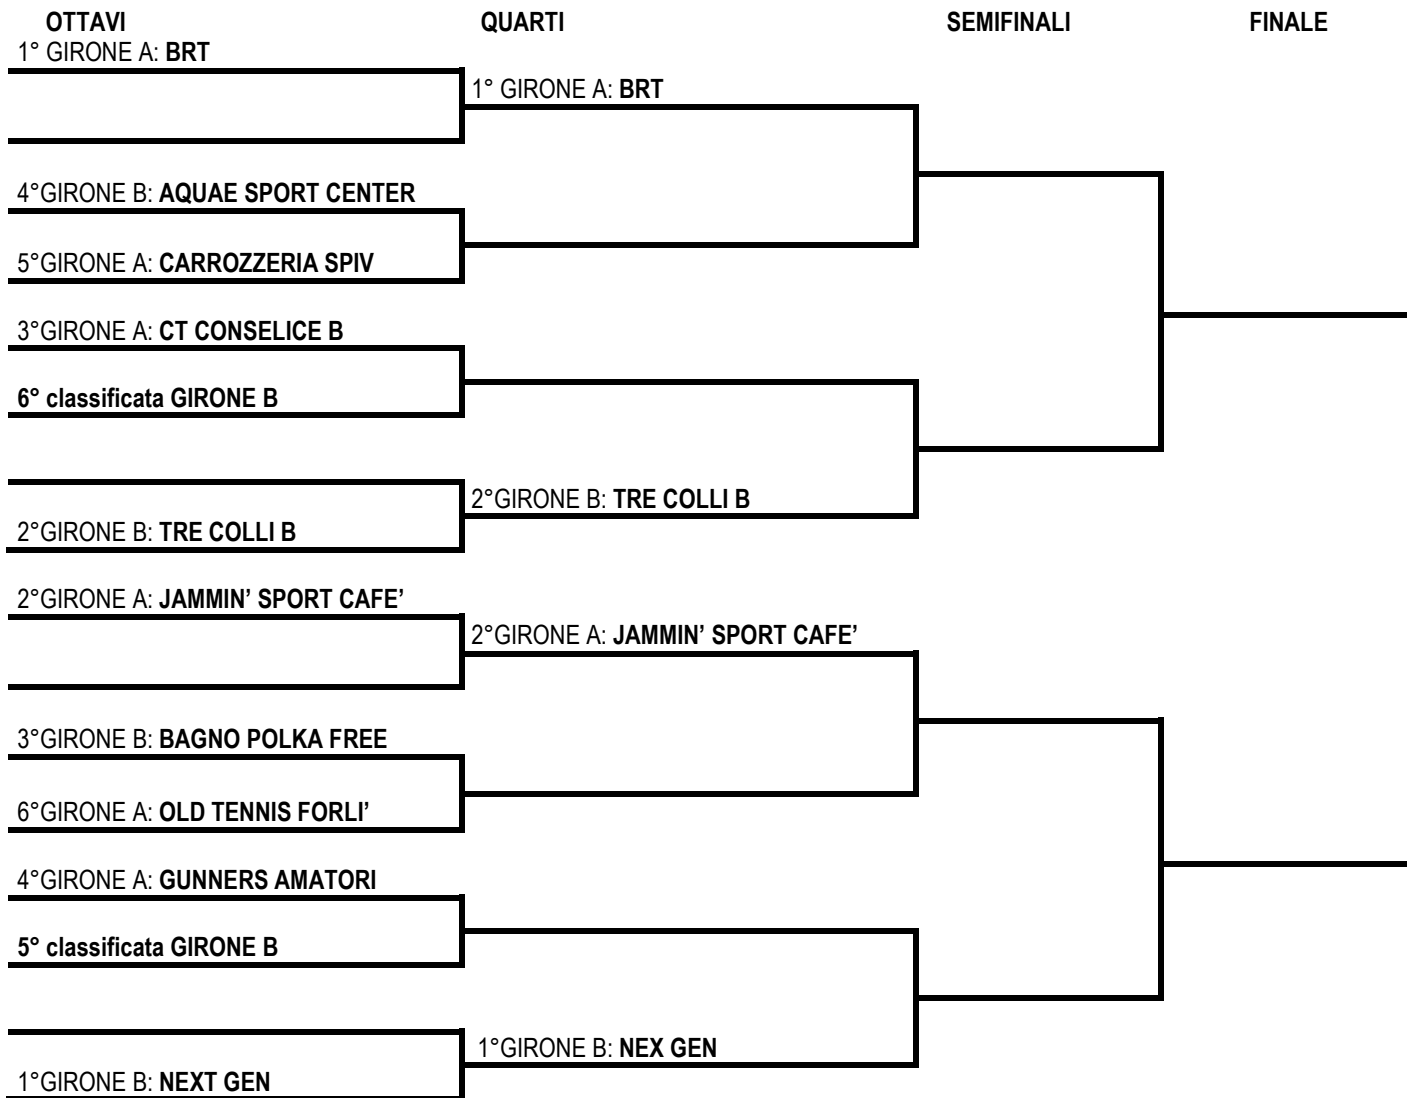 OTTAVI QUARTI SEMIFINALI FINALE
1° GIRONE A: BRT
1° GIRONE A: BRT
4°GIRONE B: AQUAE SPORT CENTER
5°GIRONE A: CARROZZERIA SPIV
3°GIRONE A: CT CONSELICE B
6° classificata GIRONE B
2°GIRONE B: TRE COLLI B
2°GIRONE B: TRE COLLI B
2°GIRONE A: JAMMIN’ SPORT CAFE’
2°GIRONE A: JAMMIN’ SPORT CAFE’
3°GIRONE B: BAGNO POLKA FREE
6°GIRONE A: OLD TENNIS FORLI’
4°GIRONE A: GUNNERS AMATORI
5° classificata GIRONE B
1°GIRONE B: NEX GEN
1°GIRONE B: NEXT GEN